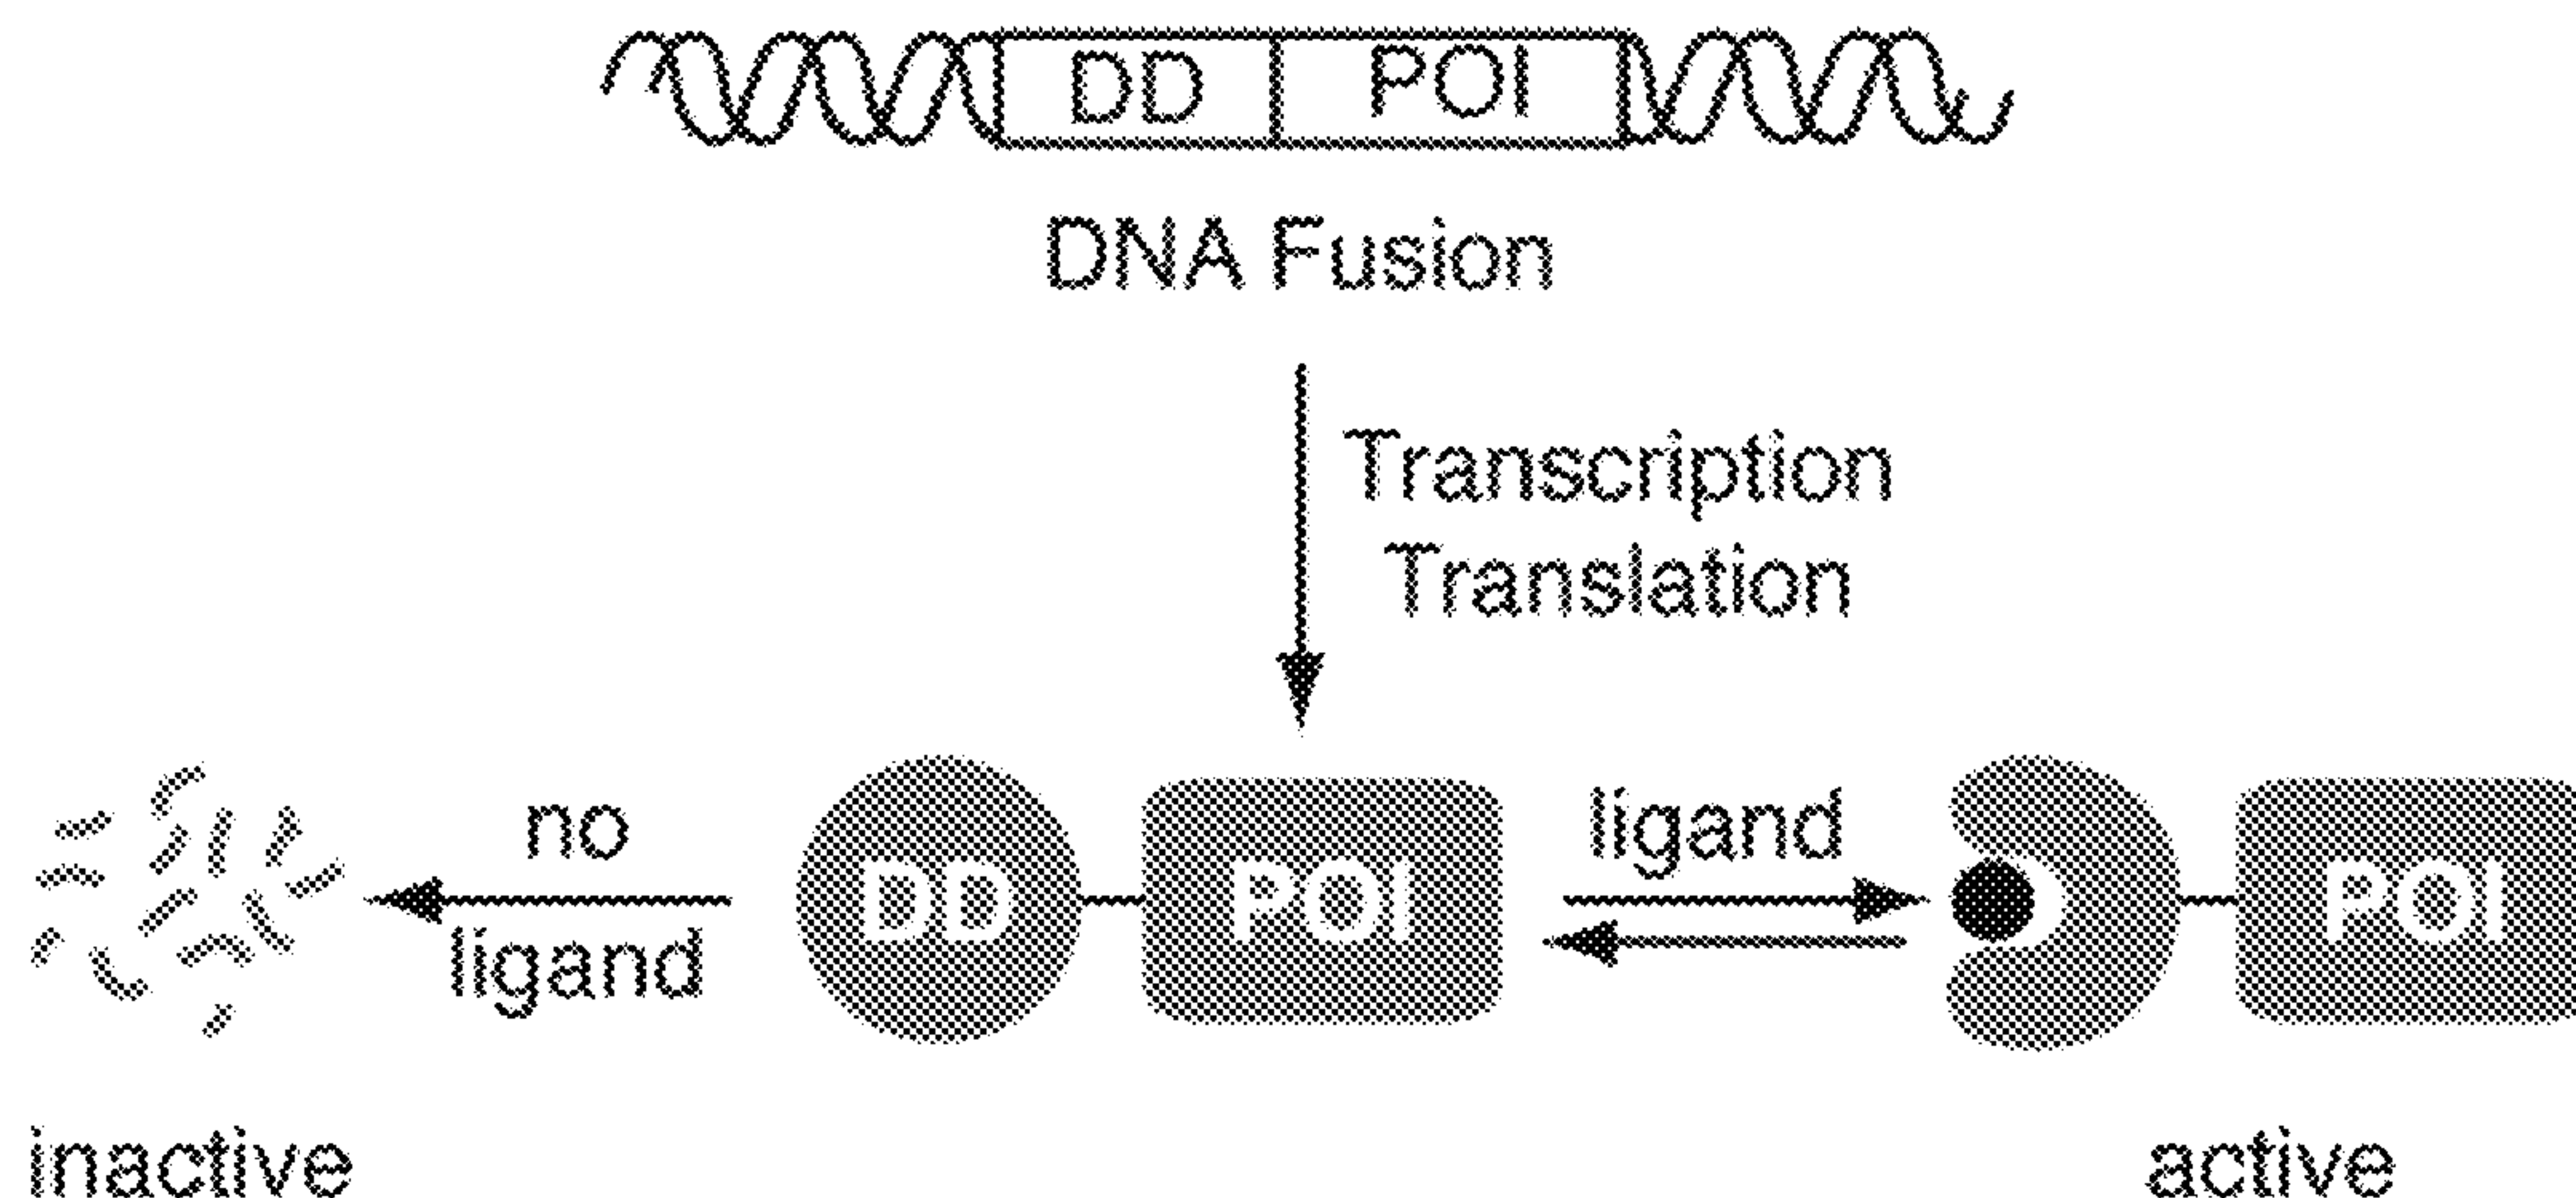 DD POI
DNA Fusion
Transcription
Translation
no
ligand
DD POI
ligand
POI
inactive
active